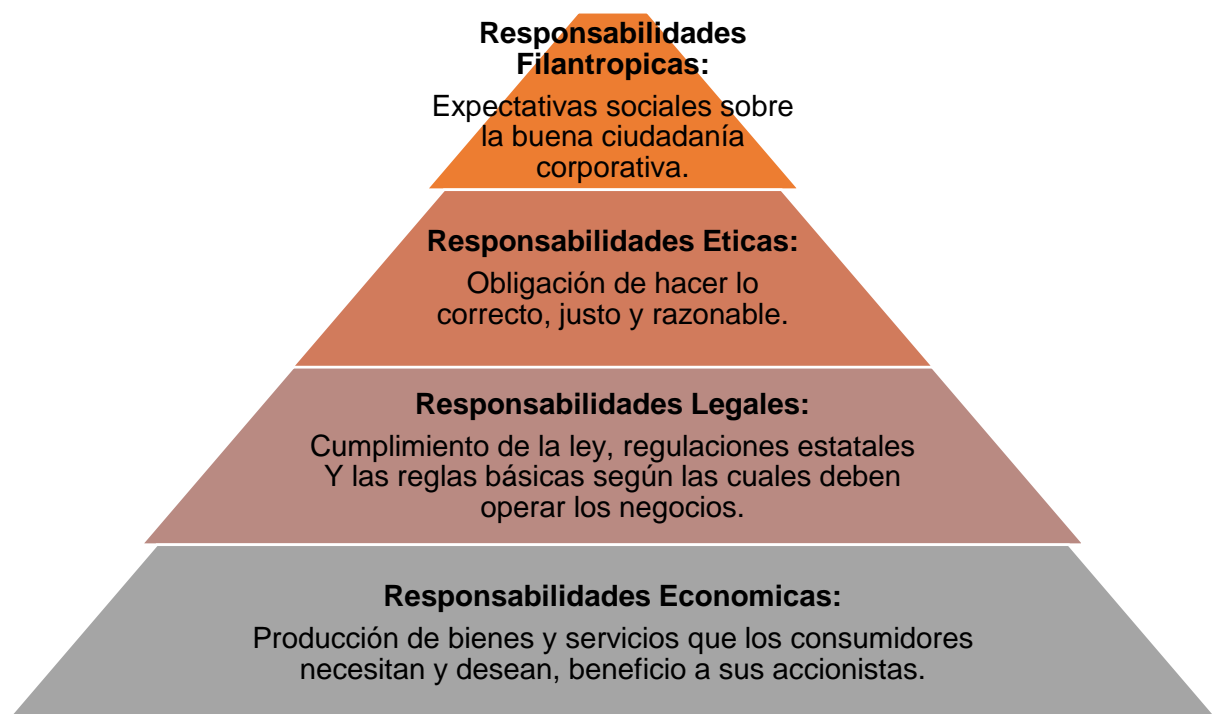 Responsabilidades
Filantropicas:
Expectativas sociales sobre
la buena ciudadanía
corporativa.
Responsabilidades Eticas:
Obligación de hacer lo
correcto, justo y razonable.
Responsabilidades Legales:
Cumplimiento de la ley, regulaciones estatales
Y las reglas básicas según las cuales deben
operar los negocios.
Responsabilidades Economicas:
Producción de bienes y servicios que los consumidores
necesitan y desean, beneficio a sus accionistas.